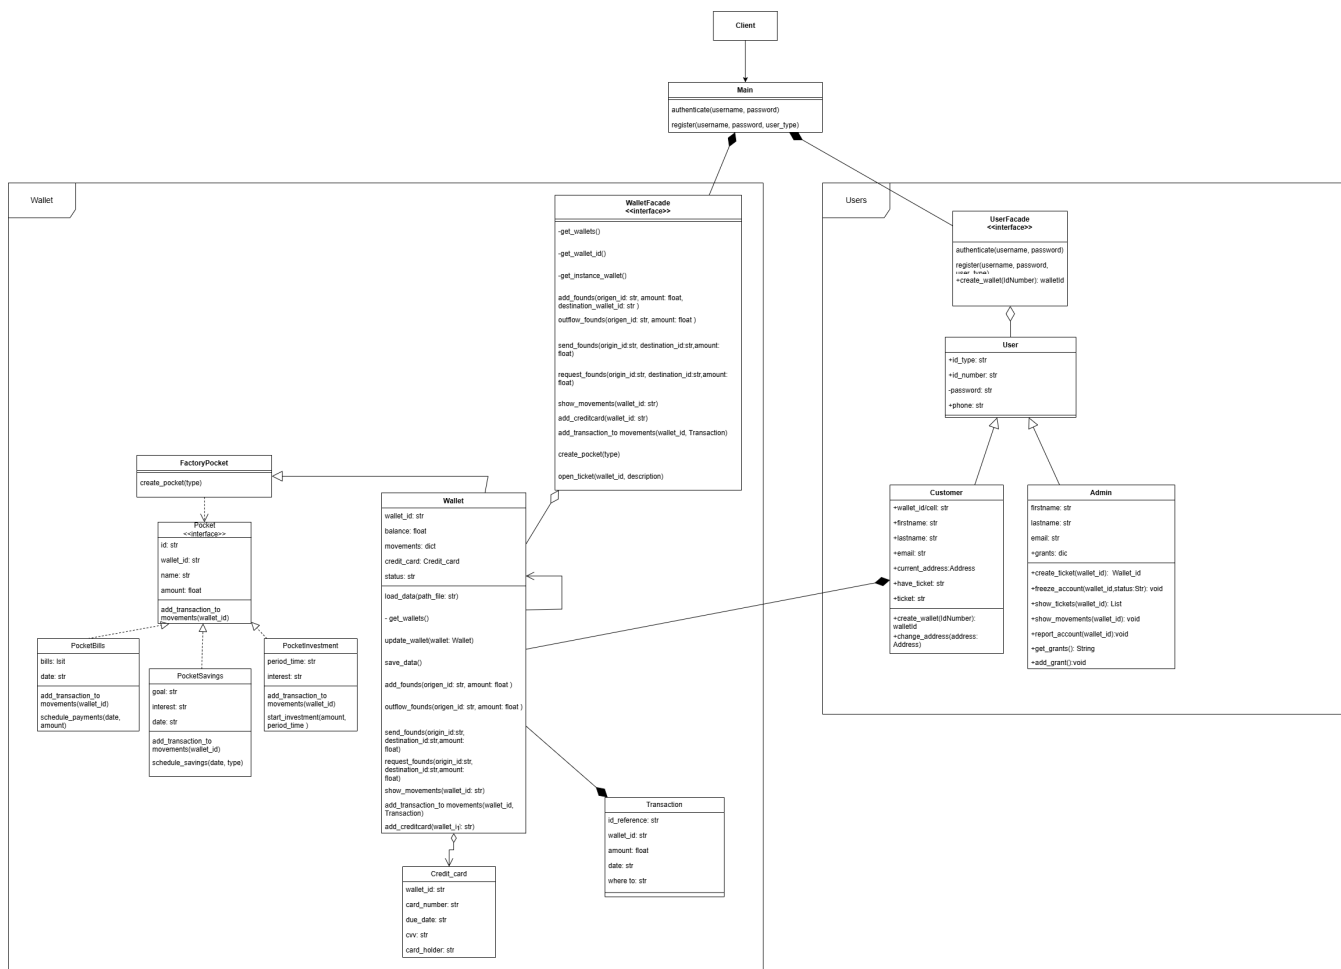 Client
Main
authenticate(username, password)
register(username, password, user_type)
Wallet
WalletFacade
<<interface>>
-get_wallets()
-get_wallet_id()
-get_instance_wallet()
add_founds(origen_id: str, amount: float,
destination_wallet_id: str )
outflow_founds(origen_id: str, amount: float )
send_founds(origin_id:str, destination_id:str,amount:
float)
request_founds(origin_id:str, destination_id:str,amount:
float)
show_movements(wallet_id: str)
add_creditcard(wallet_id: str)
add_transaction_to movements(wallet_id, Transaction)
create_pocket(type)
open_ticket(wallet_id, description)
Users
UserFacade
<<interface>>
authenticate(username, password)
register(username, password,
user_type)
+create_wallet(IdNumber): walletId
User
+id_type: str
+id_number: str
-password: str
+phone: str
Customer
+wallet_id/cell: str
+firstname: str
+lastname: str
+email: str
+current_address:Address
+have_ticket: str
+ticket: str
+create_wallet(IdNumber):
walletId
+change_address(address:
Address)
Admin
firstname: str
lastname: str
email: str
+grants: dic
+create_ticket(wallet_id): Wallet_id
+freeze_account(wallet_id,status:Str): void
+show_tickets(wallet_id): List
+show_movements(wallet_id): void
+report_account(wallet_id):void
+get_grants(): String
+add_grant():void
FactoryPocket
create_pocket(type)
Pocket
<<interface>>
id: str
wallet_id: str
name: str
amount: float
add_transaction_to
movements(wallet_id)
PocketBills
bills: lsit
date: str
add_transaction_to
movements(wallet_id)
schedule_payments(date,
amount)
PocketSavings
goal: str
interest: str
date: str
add_transaction_to
movements(wallet_id)
schedule_savings(date, type)
PocketInvestment
period_time: str
interest: str
add_transaction_to
movements(wallet_id)
start_investment(amount,
period_time )
Wallet
wallet_id: str
balance: float
movements: dict
credit_card: Credit_card
status: str
load_data(path_file: str)
- get_wallets()
update_wallet(wallet: Wallet)
save_data()
add_founds(origen_id: str, amount: float )
outflow_founds(origen_id: str, amount: float )
send_founds(origin_id:str,
destination_id:str,amount:
float)
request_founds(origin_id:str,
destination_id:str,amount:
float)
show_movements(wallet_id: str)
add_transaction_to movements(wallet_id,
Transaction)
add_creditcard(wallet_id: str)
Transaction
id_reference: str
wallet_id: str
amount: float
date: str
where to: str
Credit_card
wallet_id: str
card_number: str
due_date: str
cvv: str
card_holder: str